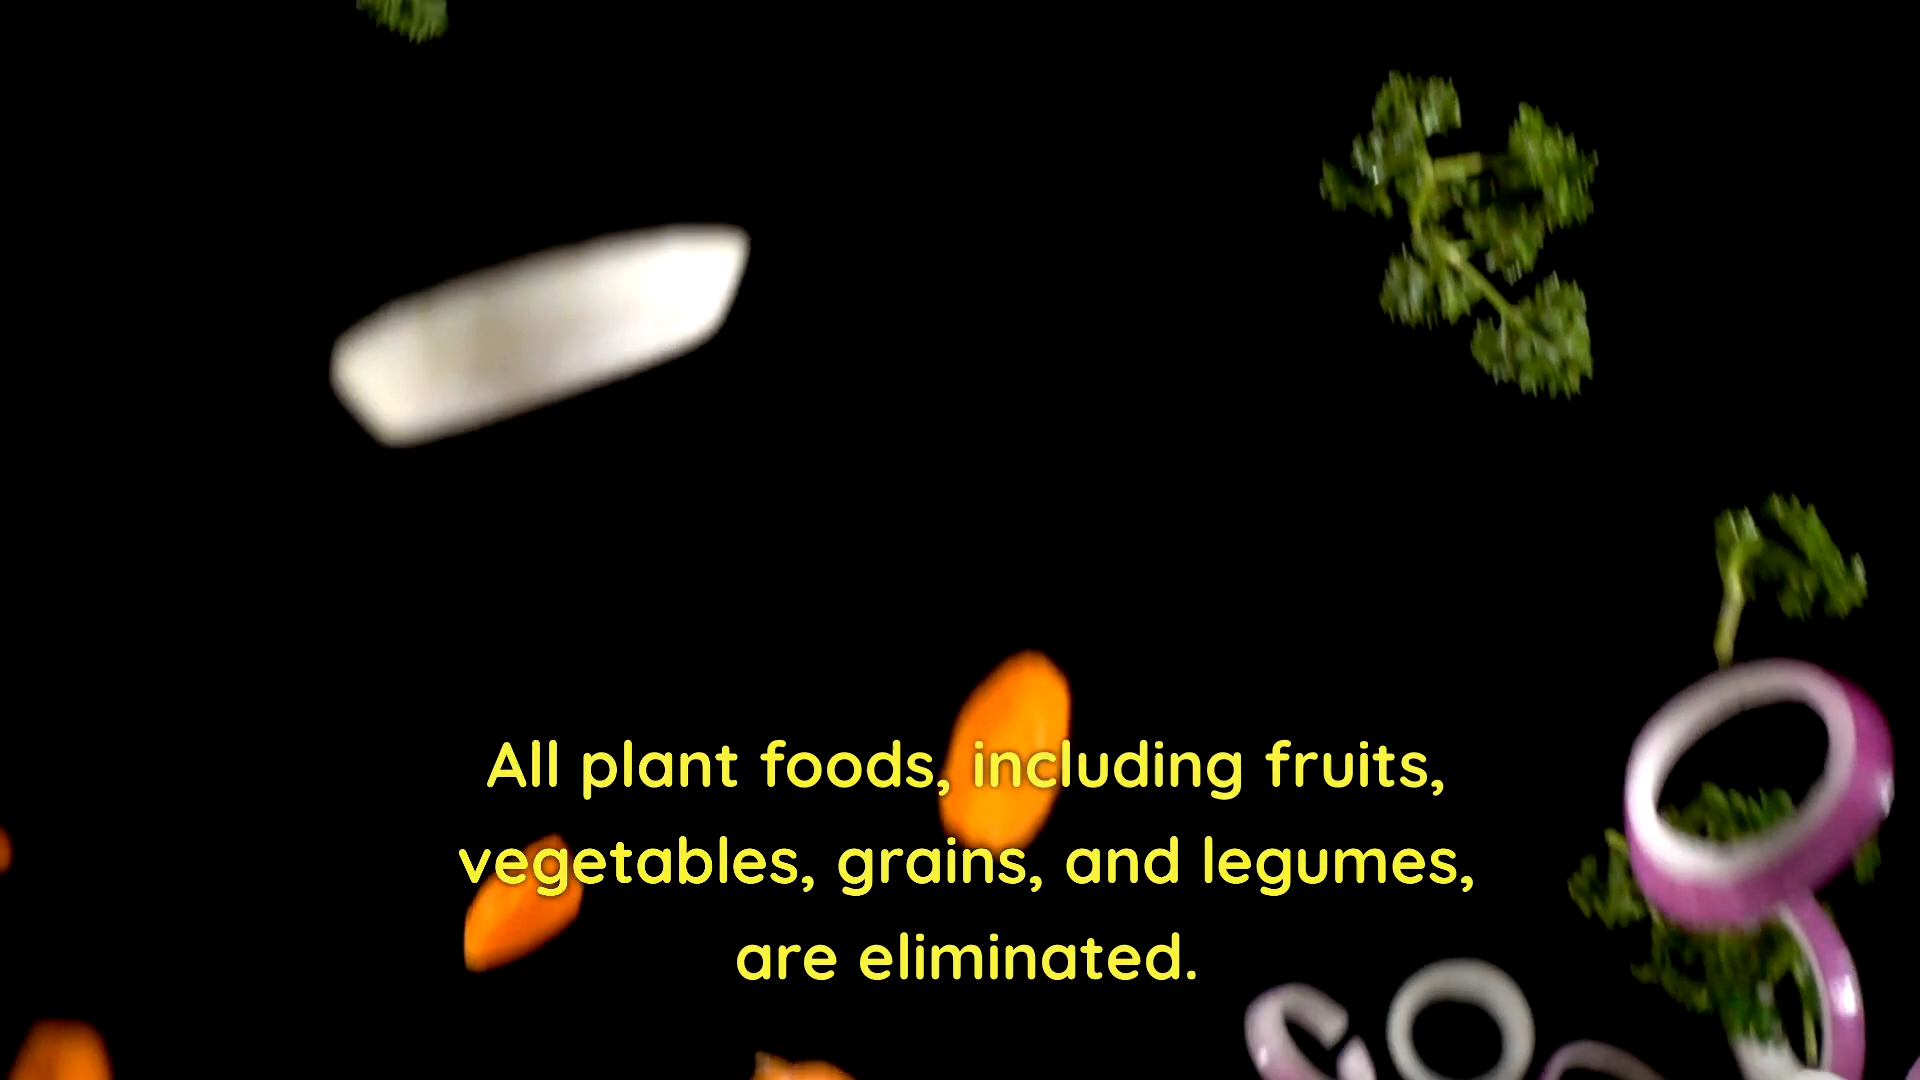 All plant foods, including fruits,
vegetables, grains, and legumes,
are eliminated.